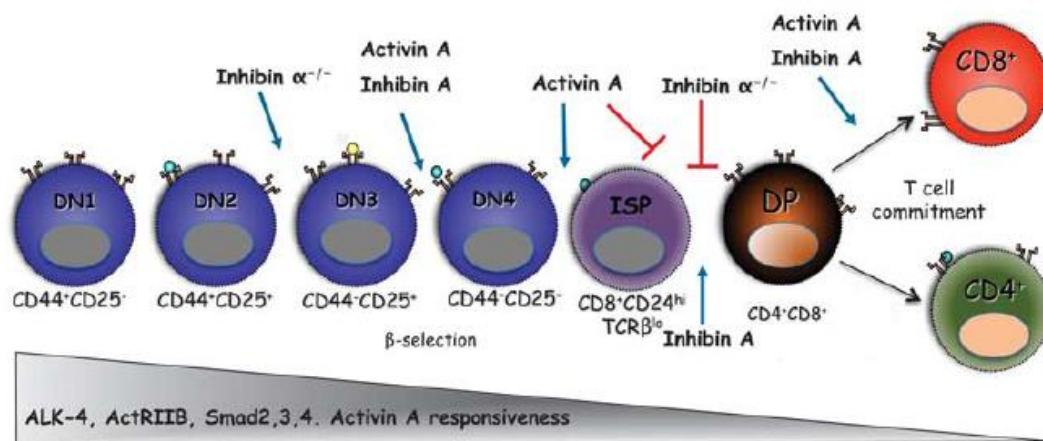 Activin A
Inhibin A
CD8⁺
Inhibin α⁻/⁻
Activin A
Inhibin A
Activin A
Inhibin α⁻/⁻
DN1
DN2
DN3
DN4
ISP
DP
T cell
commitment
CD44⁺CD25⁻
CD44⁺CD25⁺
CD44⁻CD25⁺
CD44⁻CD25⁻
CD8⁺CD24ʰⁱ
TCRβˡᵒ
CD4⁺CD8⁺
CD4⁺
β-selection
Inhibin A
ALK-4, ActRIIB, Smad2,3,4. Activin A responsiveness